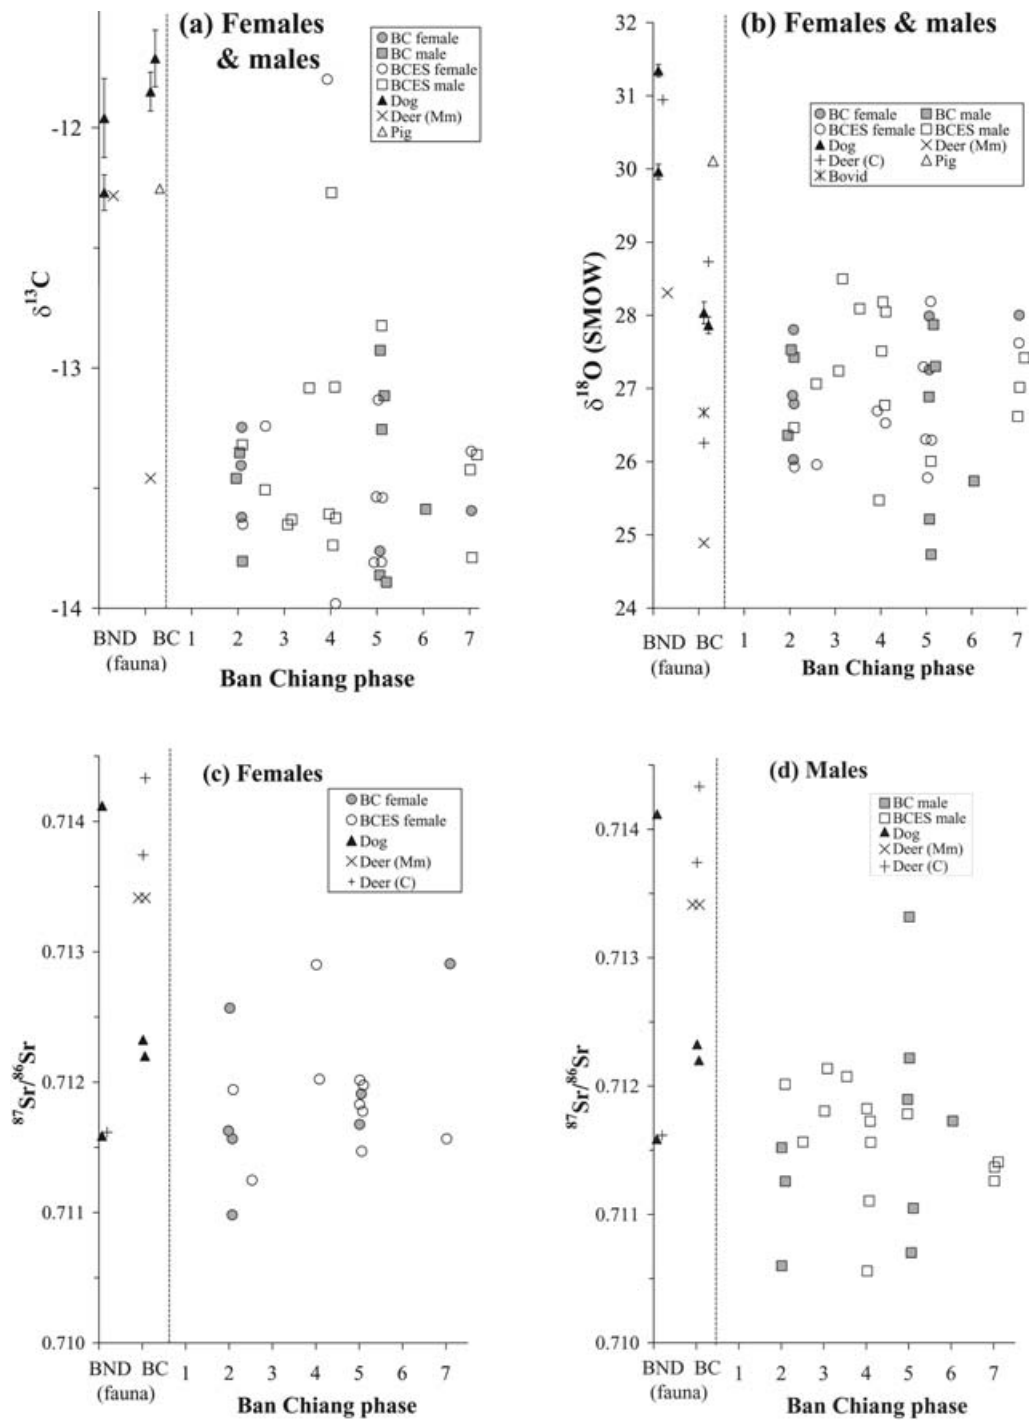 (a) Females
& males
BC female
BC male
BCES female
BCES male
Dog
Deer (Mm)
Pig
-12
-13
-14
δ13C
BND BC 1 2 3 4 5 6 7
(fauna)
Ban Chiang phase
(b) Females & males
BC female BC male
BCES female BCES male
Dog Deer (Mm)
Deer (C) Pig
Bovid
32
31
30
29
28
27
26
25
24
δ18O (SMOW)
BND BC 1 2 3 4 5 6 7
(fauna)
Ban Chiang phase
(c) Females
BC female
BCES female
Dog
Deer (Mm)
Deer (C)
0.714
0.713
0.712
0.711
0.710
87Sr/86Sr
BND BC 1 2 3 4 5 6 7
(fauna)
Ban Chiang phase
(d) Males
BC male
BCES male
Dog
Deer (Mm)
Deer (C)
0.714
0.713
0.712
0.711
0.710
87Sr/86Sr
BND BC 1 2 3 4 5 6 7
(fauna)
Ban Chiang phase